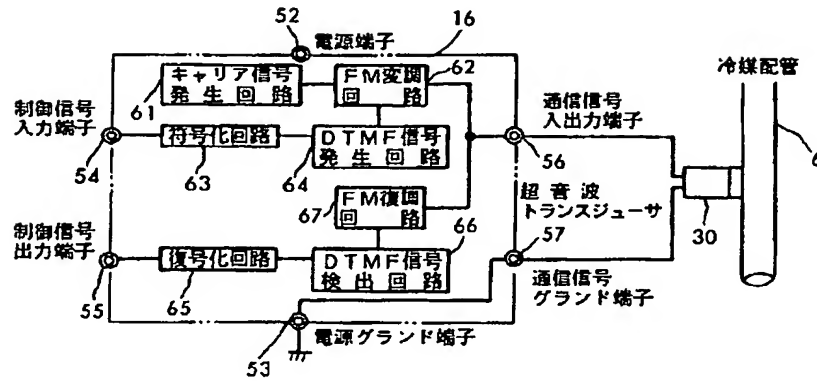 52
電源端子
16
キャリア信号
発生回路
61
FM変調
回路
62
冷媒配管
制御信号
入力端子
54
符号化回路
63
DTMF信号
発生回路
64
通信信号
入出力端子
56
6
FM復調
回路
67
超音波
トランスジューサ
30
制御信号
出力端子
55
復号化回路
65
DTMF信号
検出回路
66
57
通信信号
グランド端子
53
電源グランド端子